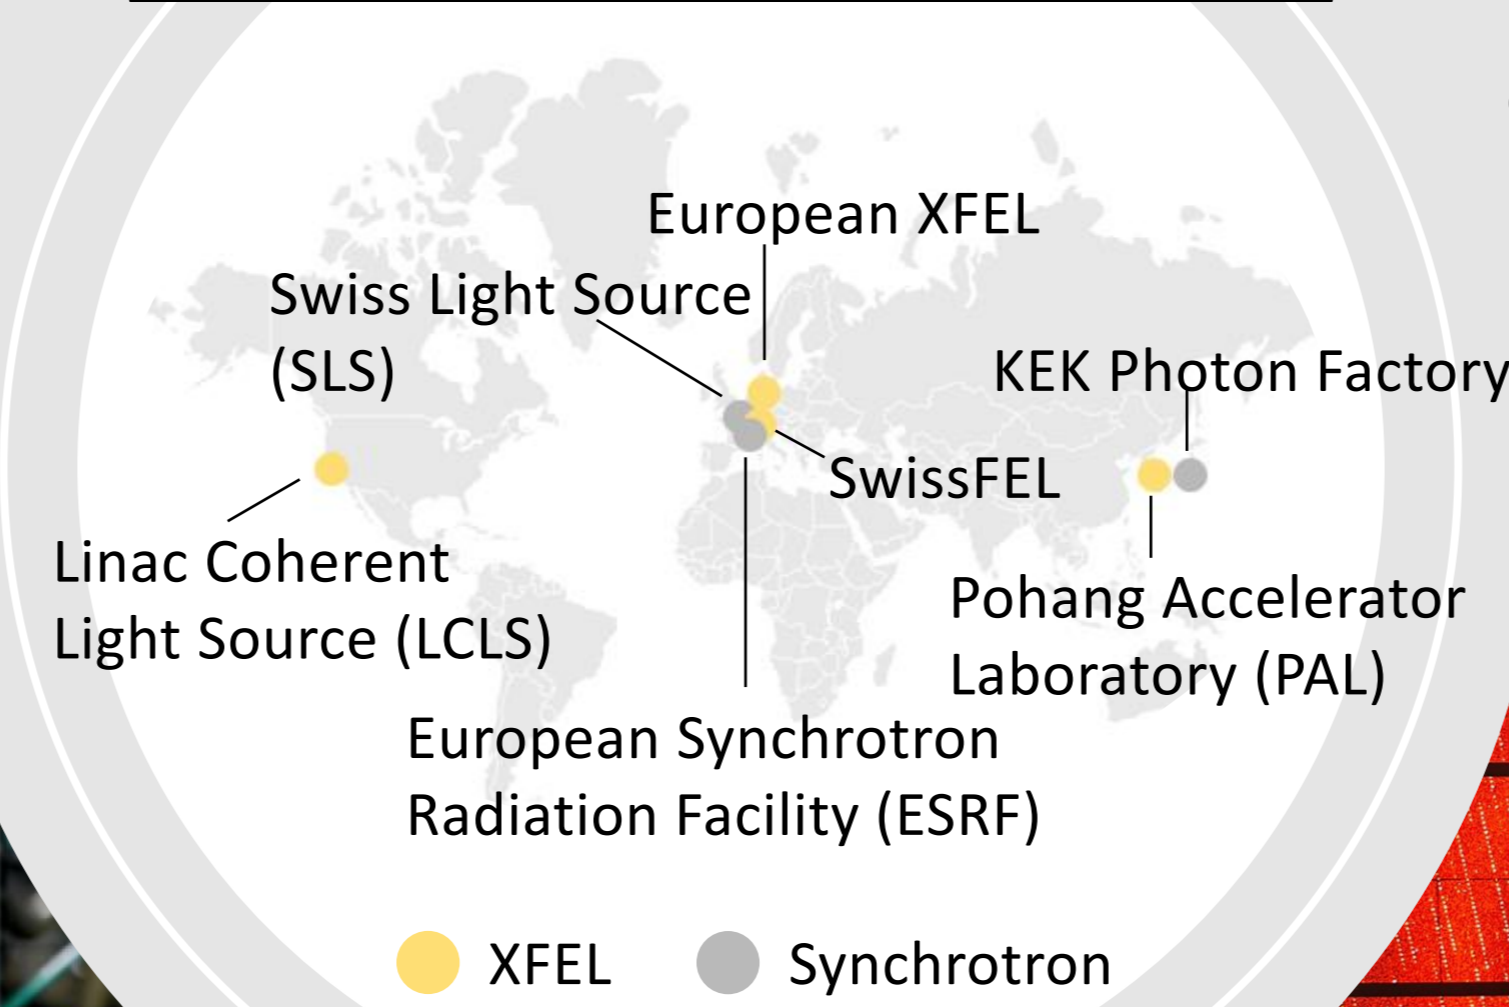 European XFEL
Swiss Light Source
(SLS)
KEK Photon Factory
SwissFEL
Linac Coherent
Light Source (LCLS)
Pohang Accelerator
Laboratory (PAL)
European Synchrotron
Radiation Facility (ESRF)
XFEL
Synchrotron